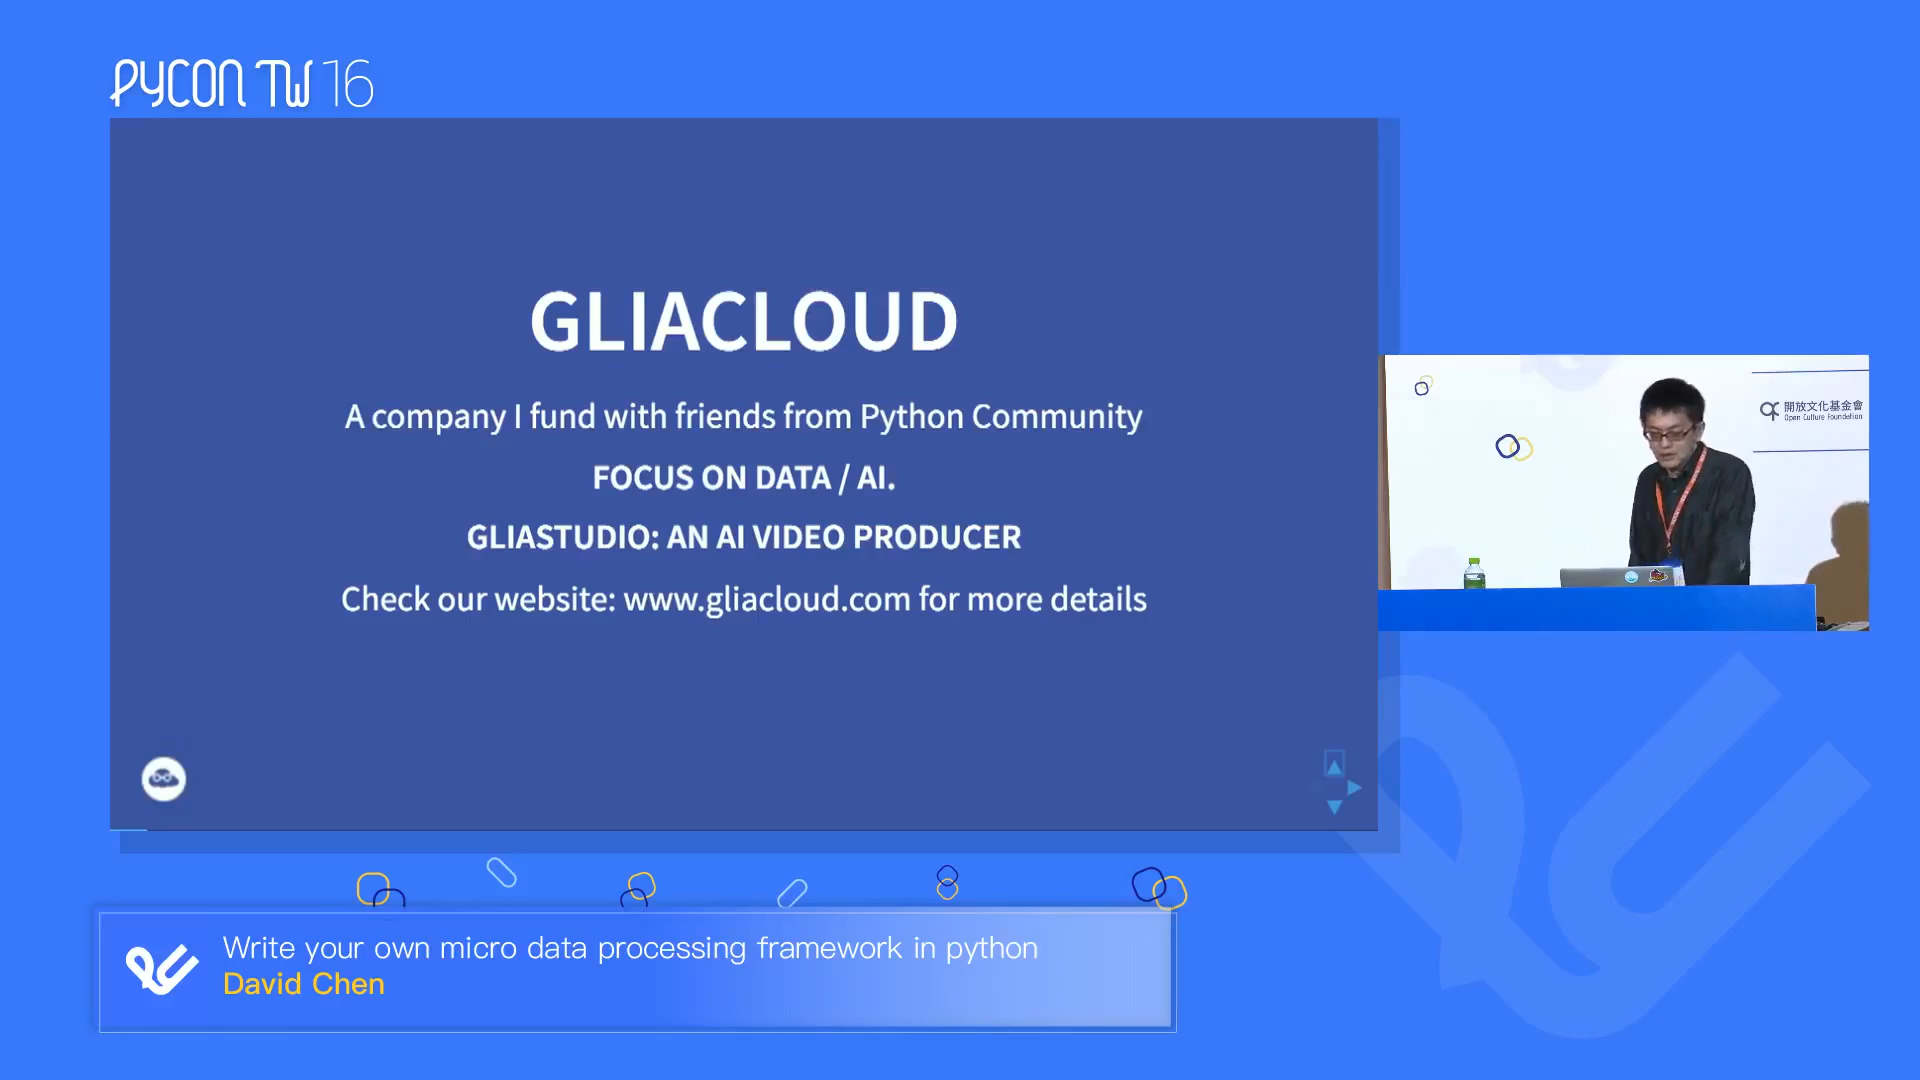 PYCON TW 16
GLIACLOUD
A company I fund with friends from Python Community
FOCUS ON DATA / AI.
GLIASTUDIO: AN AI VIDEO PRODUCER
Check our website: www.gliacloud.com for more details
開放文化基金會
Open Culture Foundation
Write your own micro data processing framework in python
David Chen